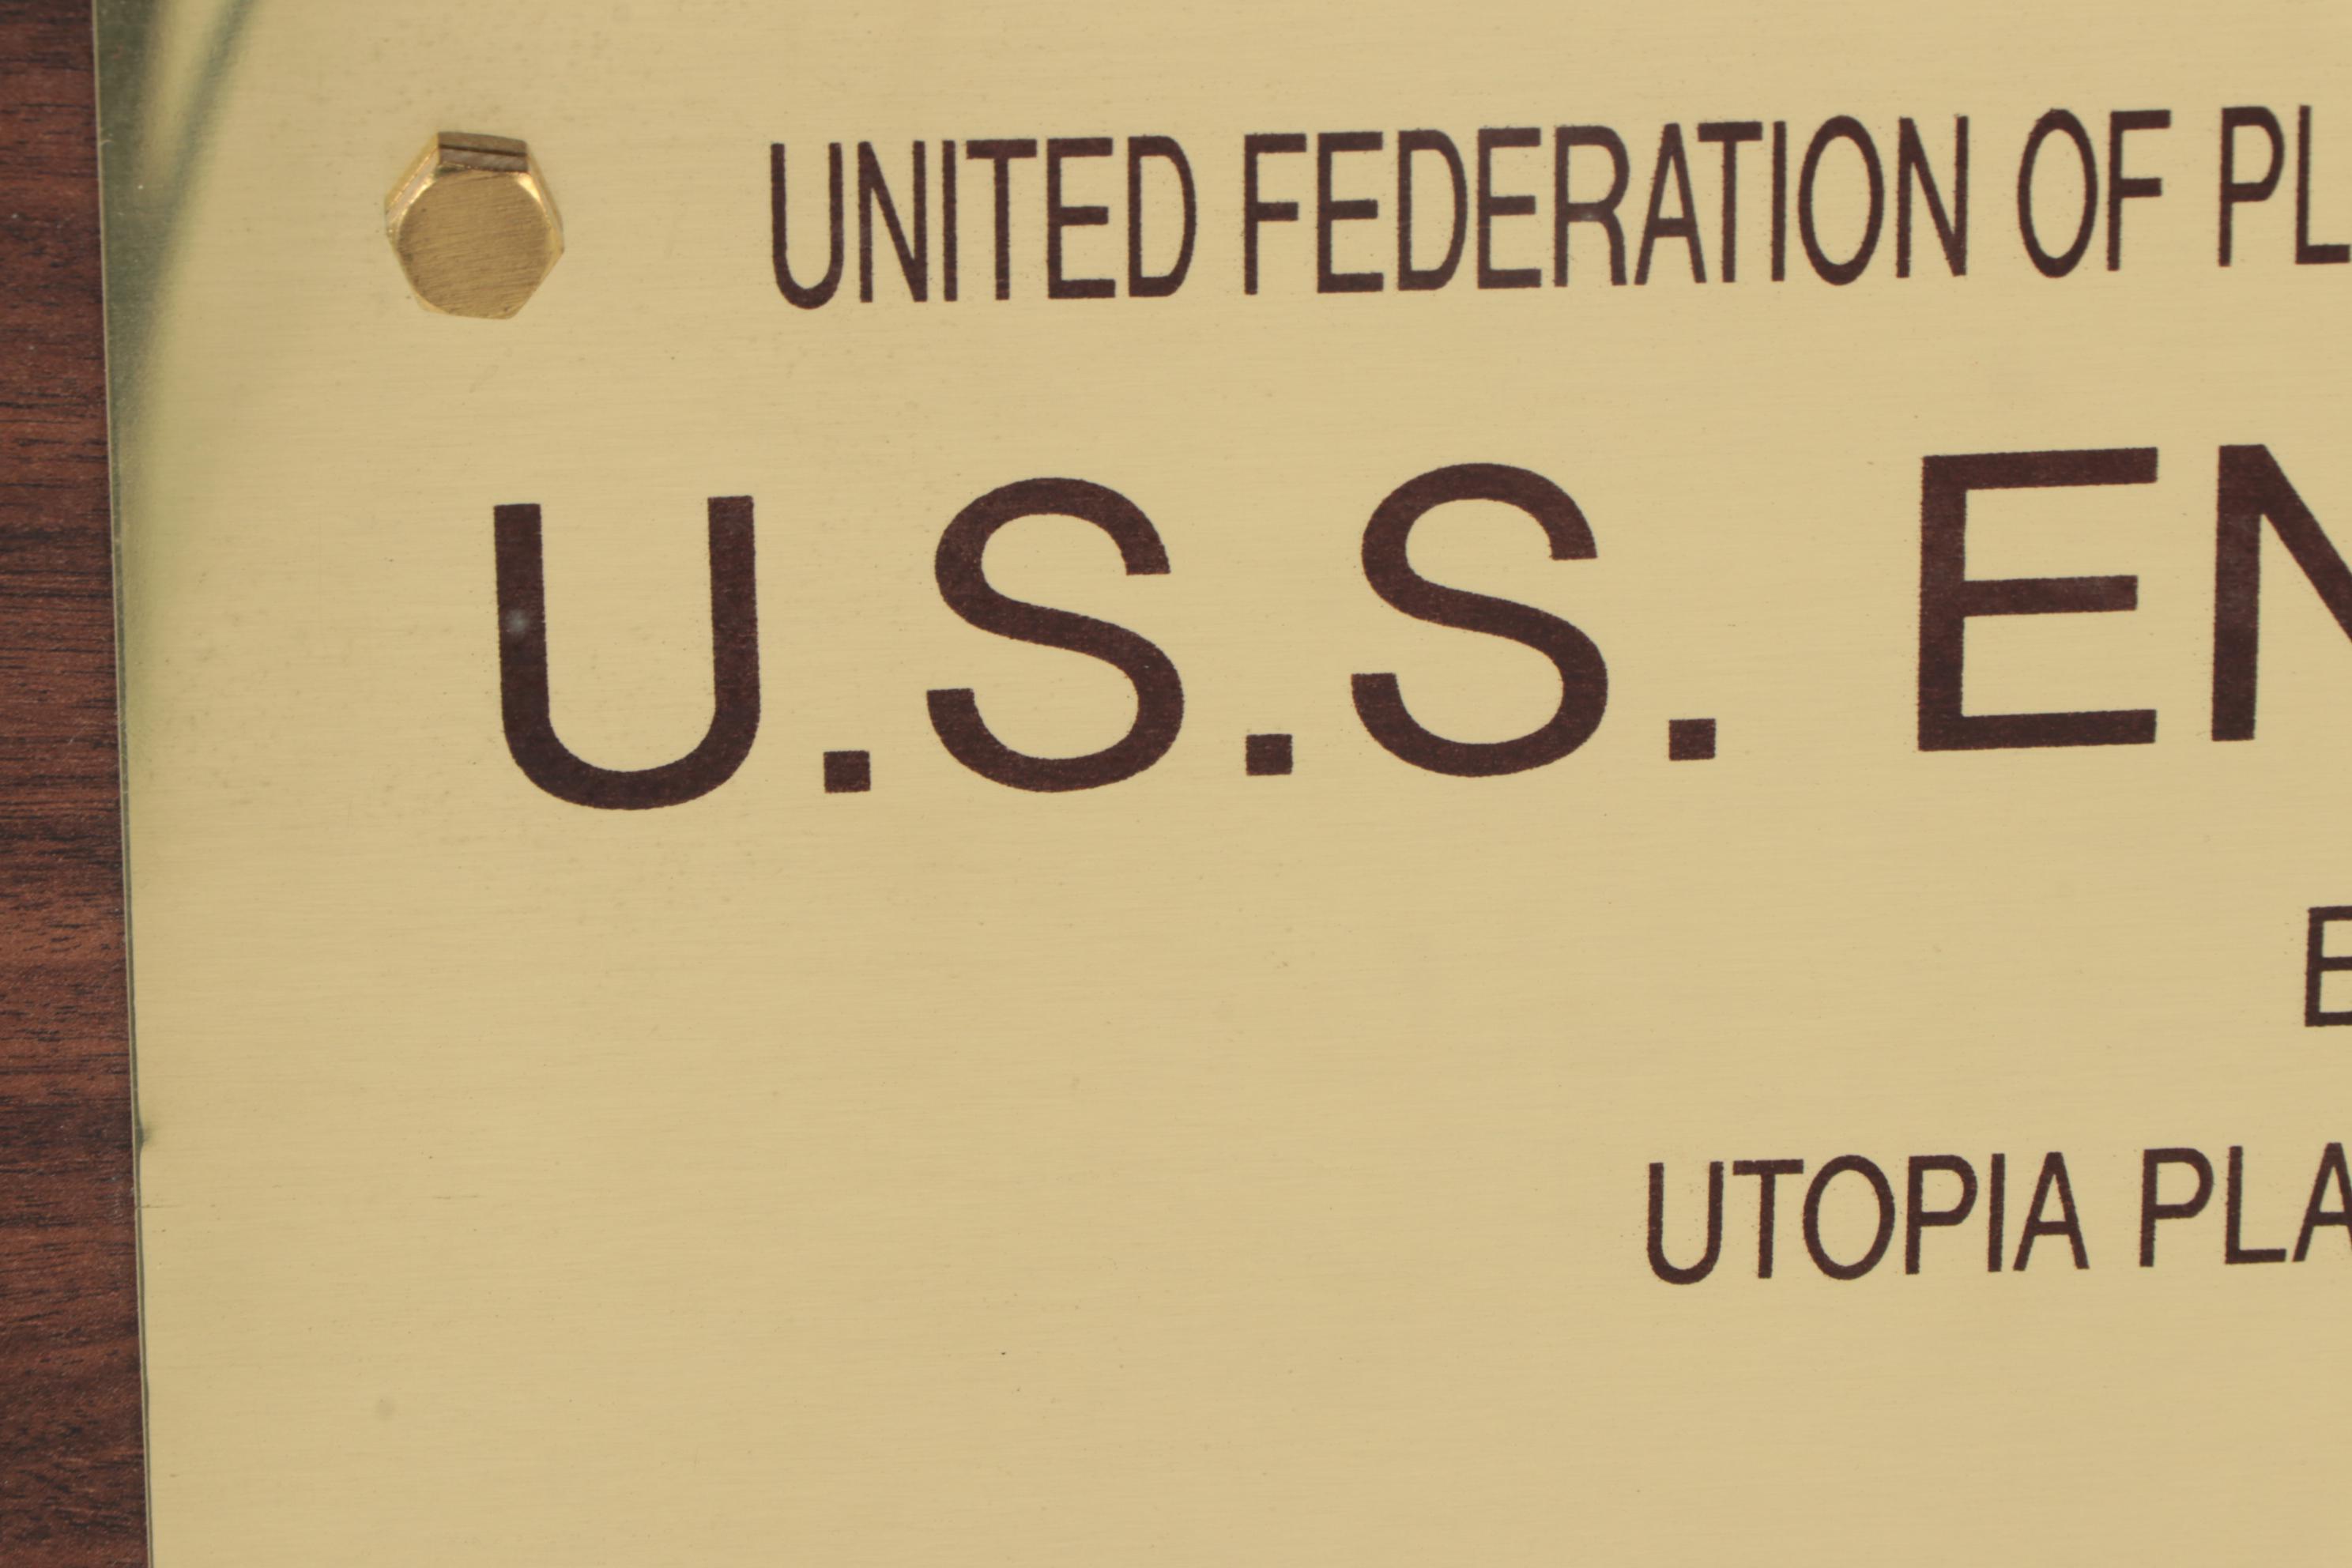 UNITED FEDERATION OF PL
U.S.S. EN
E
UTOPIA PLA